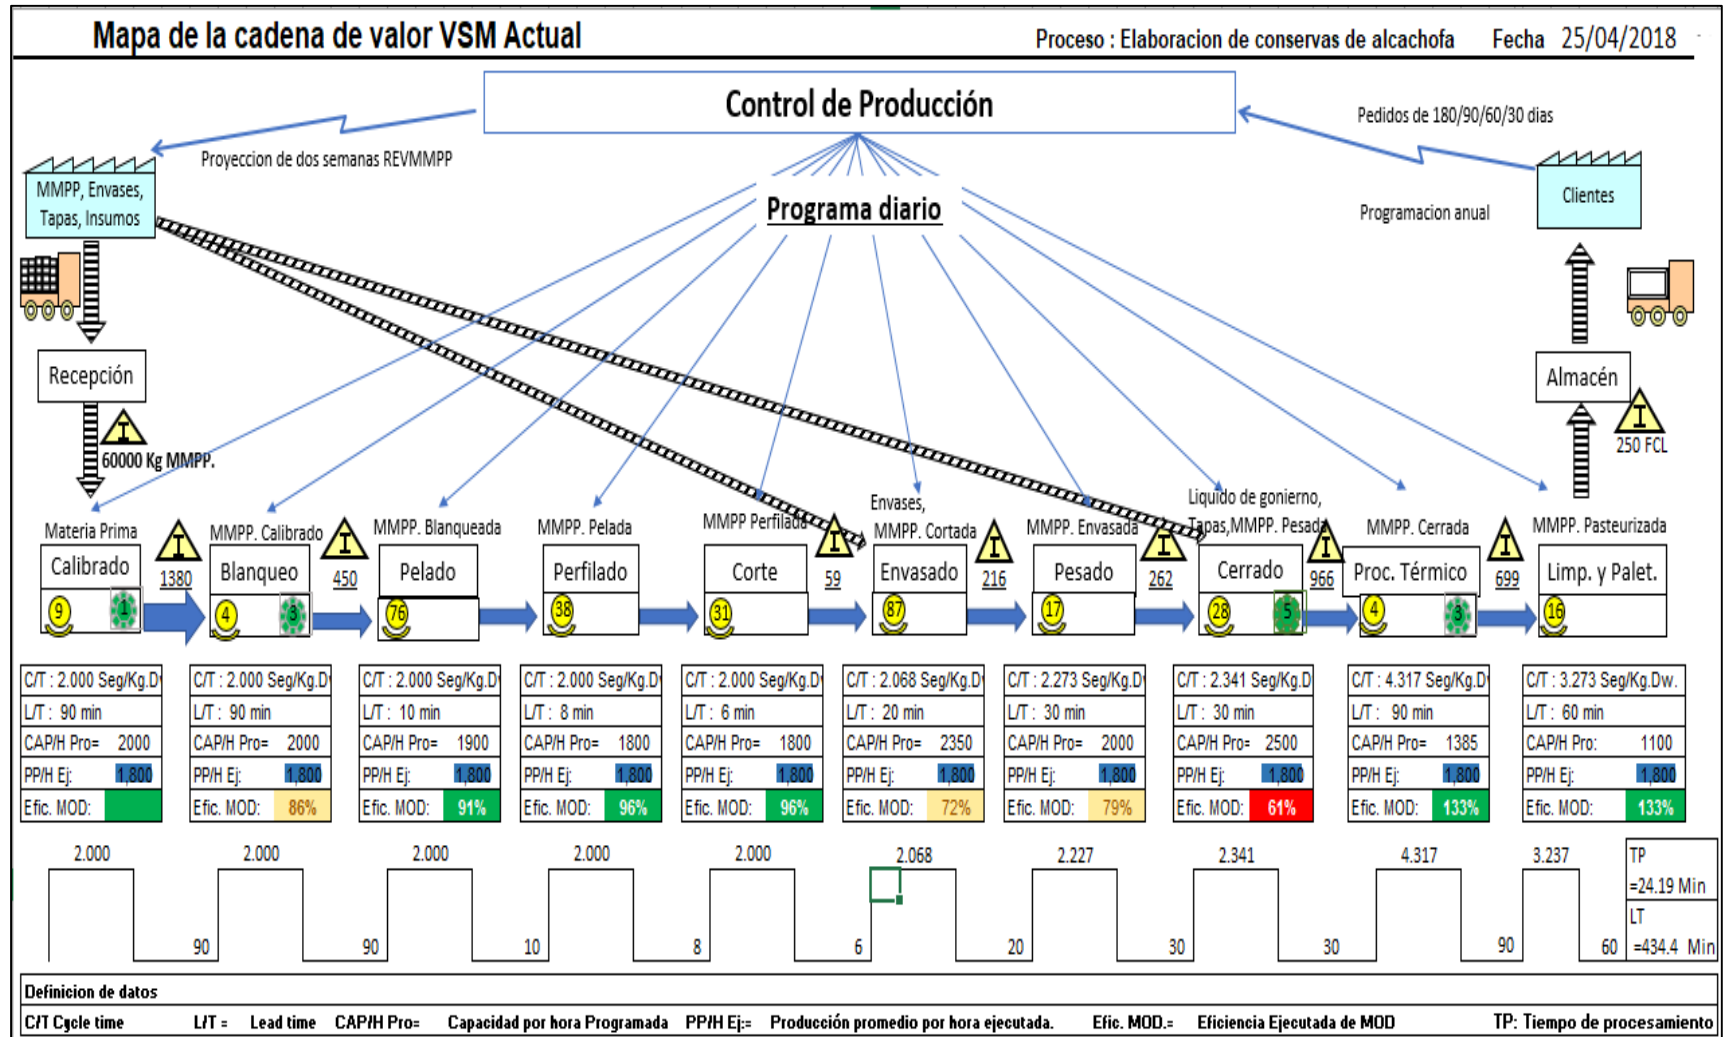 Mapa de la cadena de valor VSM Actual
Proceso : Elaboracion de conservas de alcachofa Fecha 25/04/2018
Control de Producción
Pedidos de 180/90/60/30 dias
Proyeccion de dos semanas REVMMPP
MMPP, Envases,
Tapas, Insumos
Programa diario
Programacion anual
Clientes
Recepción
Almacén
60000 Kg MMPP.
250 FCL
Materia Prima
Calibrado
9 1
1380
MMPP. Calibrado
Blanqueo
4 3
450
MMPP. Blanqueada
Pelado
76
MMPP. Pelada
Perfilado
38
MMPP Perfilada
Corte
31
59
Envases,
MMPP. Cortada
Envasado
87
216
MMPP. Envasada
Pesado
17
262
Liquido de gonierno,
Tapas,MMPP. Pesada
Cerrado
28 5
966
MMPP. Cerrada
Proc. Térmico
4 3
699
MMPP. Pasteurizada
Limp. y Palet.
16
C/T : 2.000 Seg/Kg.D
L/T : 90 min
CAP/H Pro= 2000
PP/H Ej: 1,800
Efic. MOD:
C/T : 2.000 Seg/Kg.D
L/T : 90 min
CAP/H Pro= 2000
PP/H Ej: 1,800
Efic. MOD: 86%
C/T : 2.000 Seg/Kg.D
L/T : 10 min
CAP/H Pro= 1900
PP/H Ej: 1,800
Efic. MOD: 91%
C/T : 2.000 Seg/Kg.D
L/T : 8 min
CAP/H Pro= 1800
PP/H Ej: 1,800
Efic. MOD: 96%
C/T : 2.000 Seg/Kg.D
L/T : 6 min
CAP/H Pro= 1800
PP/H Ej: 1,800
Efic. MOD: 96%
C/T : 2.068 Seg/Kg.D
L/T : 20 min
CAP/H Pro= 2350
PP/H Ej: 1,800
Efic. MOD: 72%
C/T : 2.273 Seg/Kg.D
L/T : 30 min
CAP/H Pro= 2000
PP/H Ej: 1,800
Efic. MOD: 79%
C/T : 2.341 Seg/Kg.D
L/T : 30 min
CAP/H Pro= 2500
PP/H Ej: 1,800
Efic. MOD: 61%
C/T : 4.317 Seg/Kg.D
L/T : 90 min
CAP/H Pro= 1385
PP/H Ej: 1,800
Efic. MOD: 133%
C/T : 3.273 Seg/Kg.Dw.
L/T : 60 min
CAP/H Pro: 1100
PP/H Ej: 1,800
Efic. MOD: 133%
2.000 2.000 2.000 2.000 2.000 2.068 2.227 2.341 4.317 3.237
90 90 10 8 6 20 30 30 90 60
TP
=24.19 Min
LT
=434.4 Min
Definicion de datos
C/T Cycle time L/T = Lead time CAP/H Pro= Capacidad por hora Programada PP/H Ej:= Producción promedio por hora ejecutada. Efic. MOD.= Eficiencia Ejecutada de MOD TP: Tiempo de procesamiento